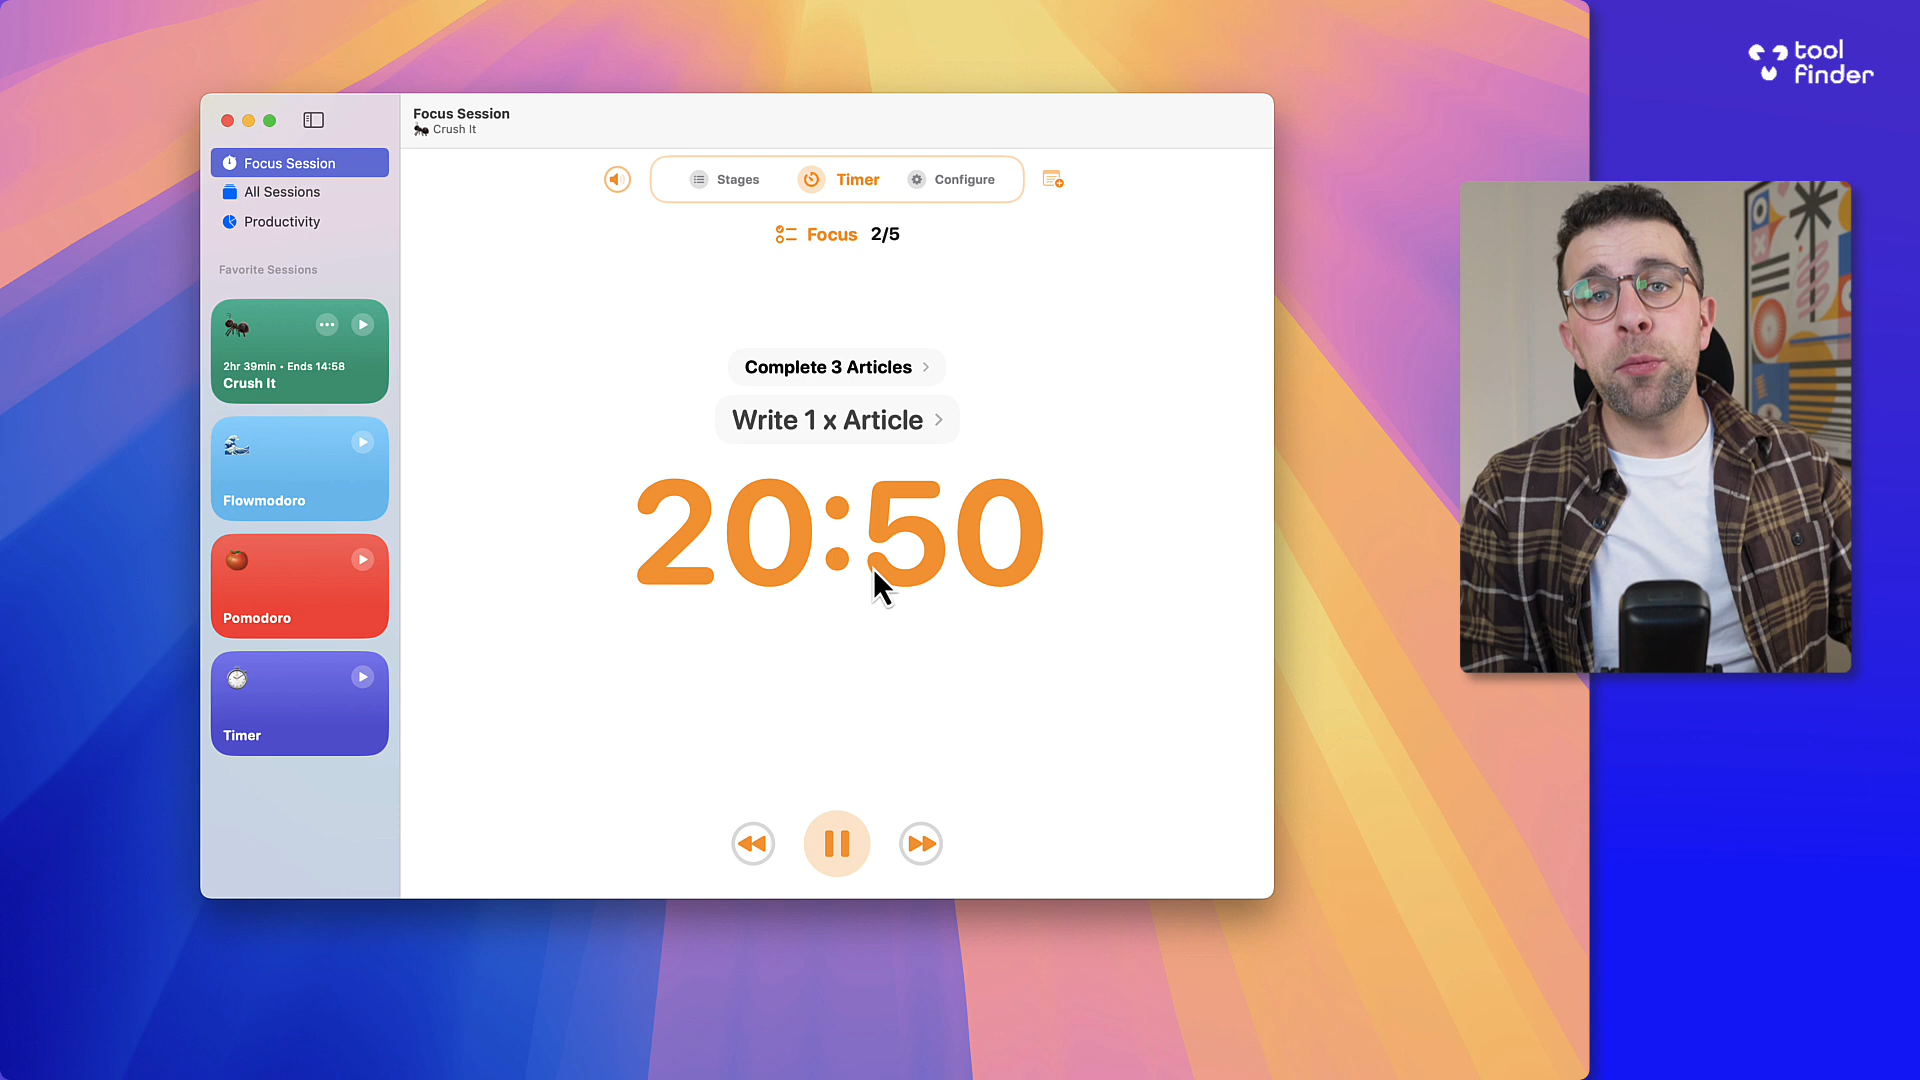 tool
finder
Focus Session
Crush It
Focus Session
All Sessions
Productivity
Favorite Sessions
2hr 39min • Ends 14:58
Crush It
Flowmodoro
Pomodoro
Timer
Stages
Timer
Configure
Focus 2/5
Complete 3 Articles
Write 1 x Article
20:50